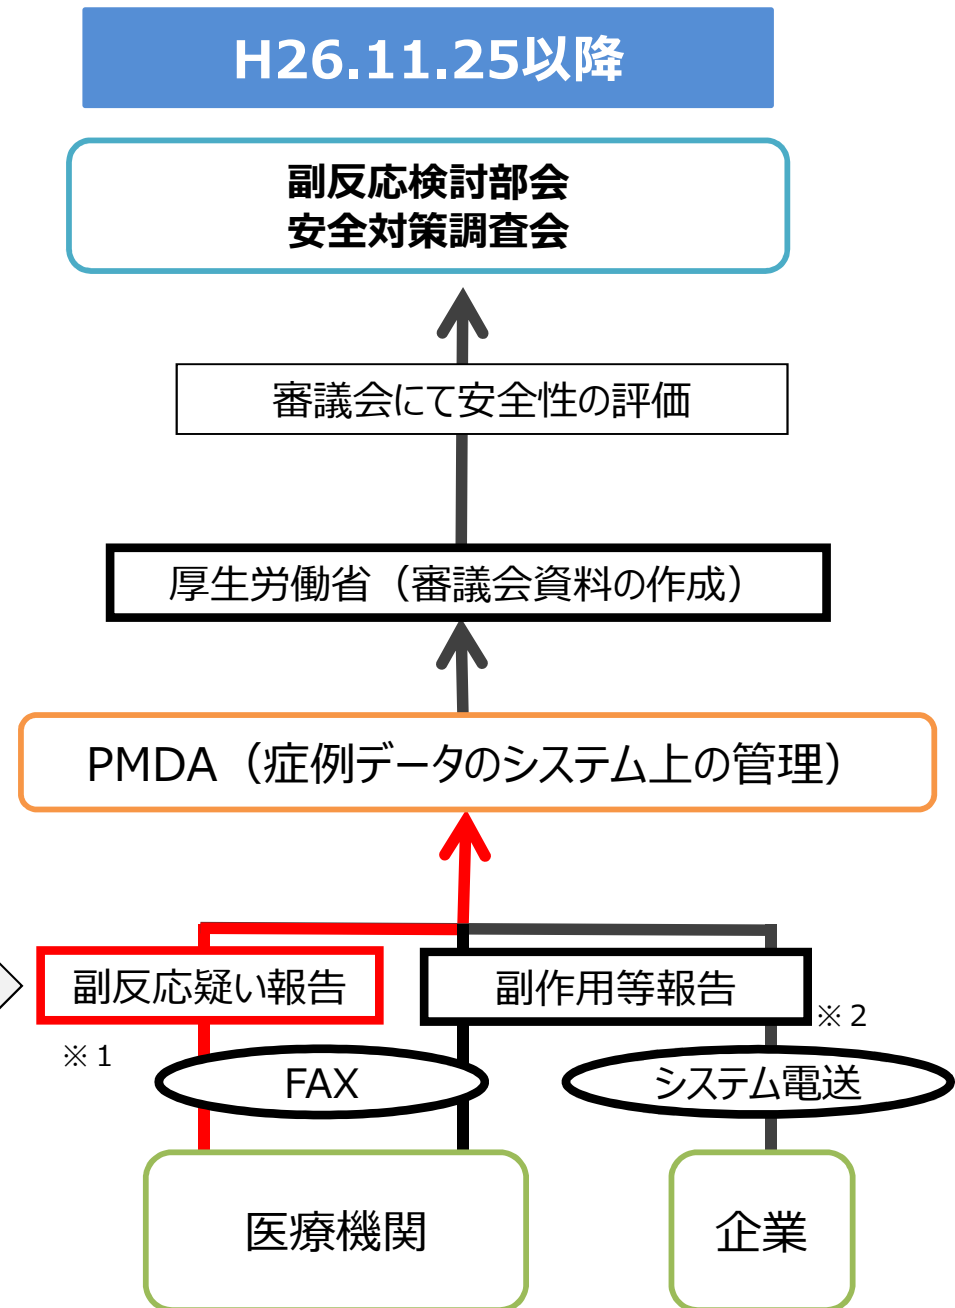 H26.11.25以降
副反応検討部会
安全対策調査会
審議会にて安全性の評価
厚生労働省（審議会資料の作成）
PMDA（症例データのシステム上の管理）
副反応疑い報告
副作用等報告
※２
※１
FAX
システム電送
医療機関
企業